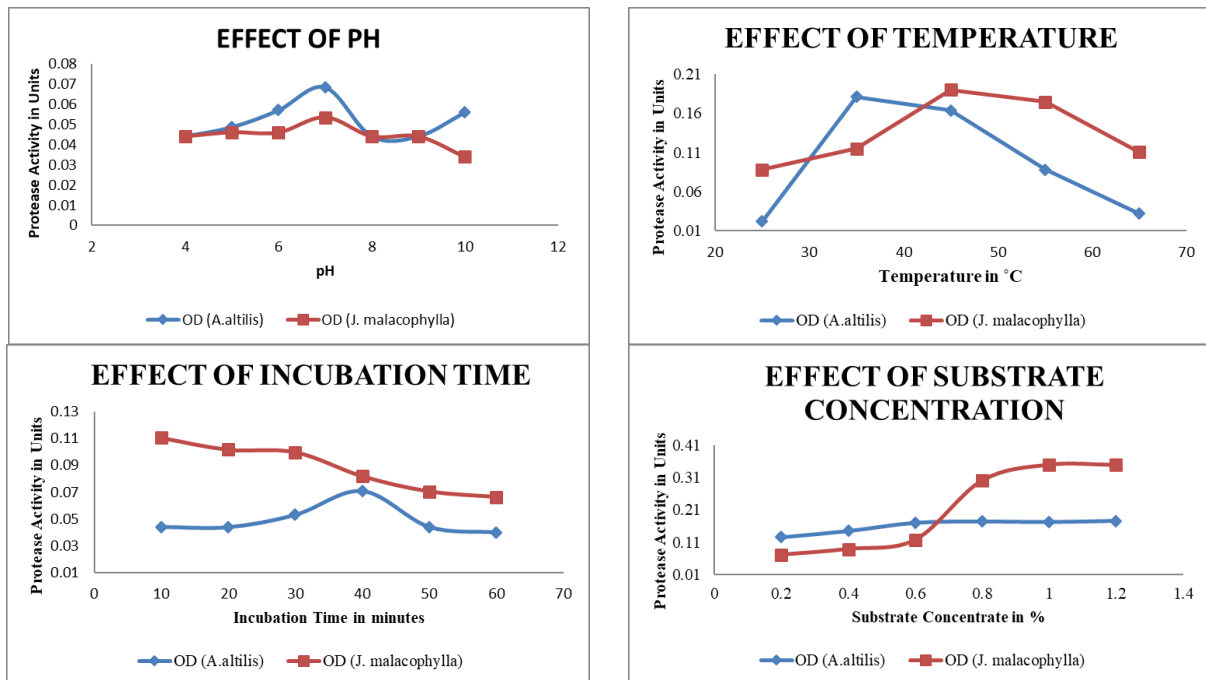 EFFECT OF PH
Protease Activity in Units
0.08
0.07
0.06
0.05
0.04
0.03
0.02
0.01
0
2 4 6 8 10 12
pH
OD (A.altilis) OD (J. malacophylla)
EFFECT OF TEMPERATURE
Protease Activity in Units
0.21
0.16
0.11
0.06
0.01
20 30 40 50 60 70
Temperature in ˚C
OD (A.altilis) OD (J. malacophylla)
EFFECT OF INCUBATION TIME
Protease Activity in Units
0.13
0.11
0.09
0.07
0.05
0.03
0.01
0 10 20 30 40 50 60 70
Incubation Time in minutes
OD (A.altilis) OD (J. malacophylla)
EFFECT OF SUBSTRATE
CONCENTRATION
Protease Activity in Units
0.41
0.31
0.21
0.11
0.01
0 0.2 0.4 0.6 0.8 1 1.2 1.4
Substrate Concentrate in %
OD (A.altilis) OD (J. malacophylla)